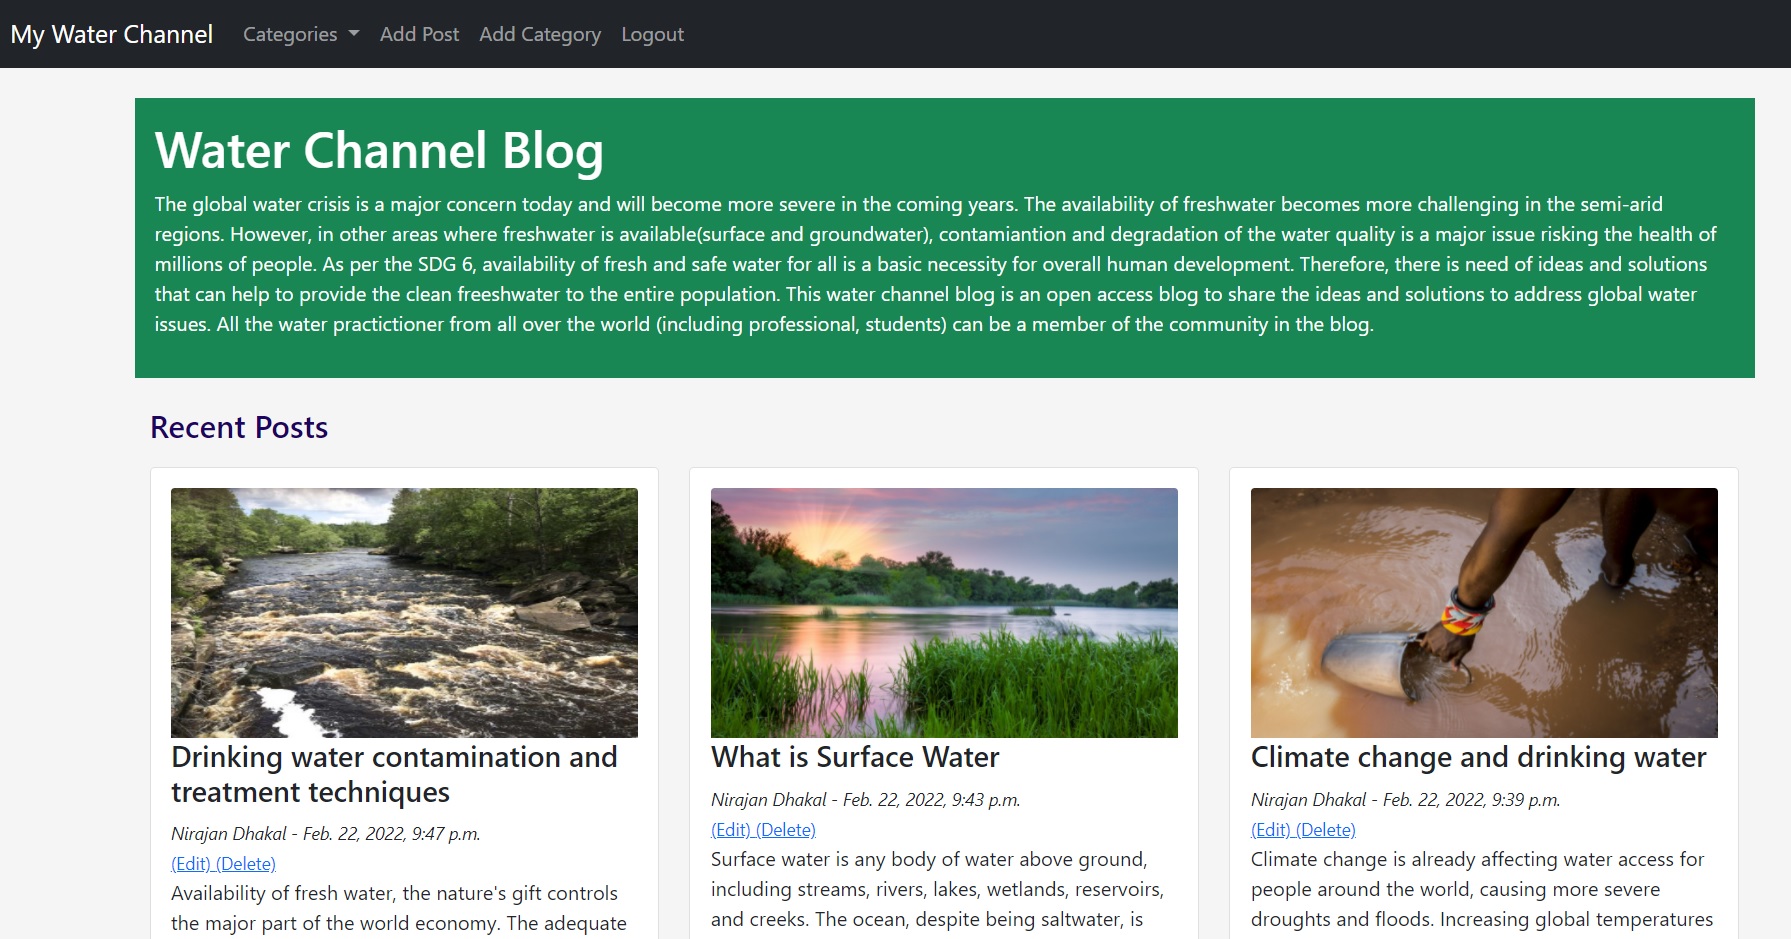 My Water Channel Categories Add Post Add Category Logout
Water Channel Blog
The global water crisis is a major concern today and will become more severe in the coming years. The availability of freshwater becomes more challenging in the semi-arid
regions. However, in other areas where freshwater is available(surface and groundwater), contamiantion and degradation of the water quality is a major issue risking the health of
millions of people. As per the SDG 6, availability of fresh and safe water for all is a basic necessity for overall human development. Therefore, there is need of ideas and solutions
that can help to provide the clean freeshwater to the entire population. This water channel blog is an open access blog to share the ideas and solutions to address global water
issues. All the water practictioner from all over the world (including professional, students) can be a member of the community in the blog.
Recent Posts
Drinking water contamination and
treatment techniques
Nirajan Dhakal - Feb. 22, 2022, 9:47 p.m.
(Edit) (Delete)
Availability of fresh water, the nature's gift controls
the major part of the world economy. The adequate
What is Surface Water
Nirajan Dhakal - Feb. 22, 2022, 9:43 p.m.
(Edit) (Delete)
Surface water is any body of water above ground,
including streams, rivers, lakes, wetlands, reservoirs,
and creeks. The ocean, despite being saltwater, is
Climate change and drinking water
Nirajan Dhakal - Feb. 22, 2022, 9:39 p.m.
(Edit) (Delete)
Climate change is already affecting water access for
people around the world, causing more severe
droughts and floods. Increasing global temperatures